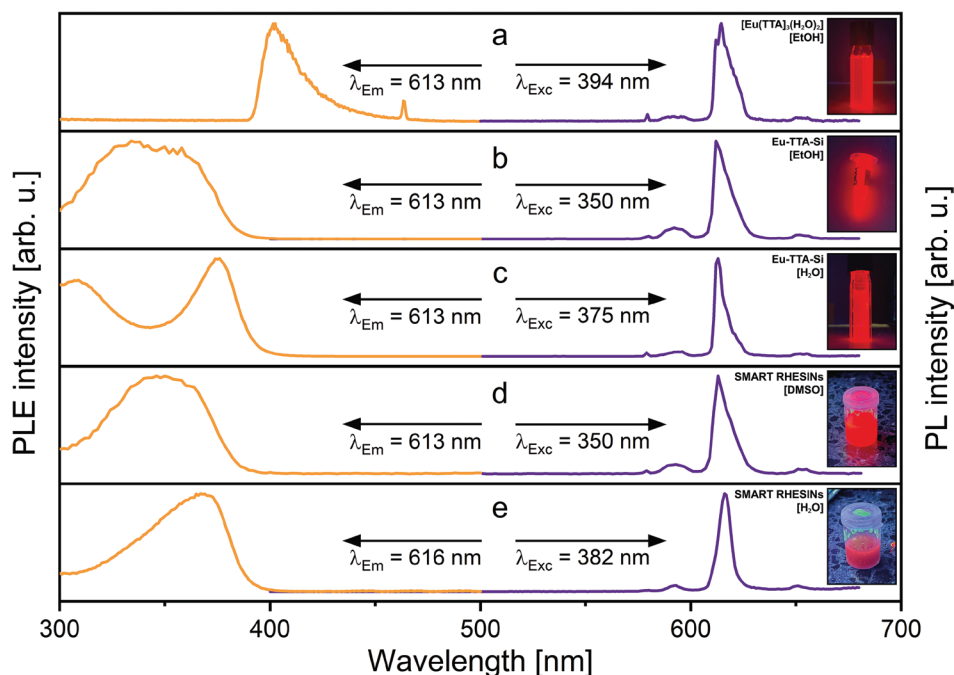 PLE intensity [arb. u.]
PL intensity [arb. u.]
a
[Eu(TTA)₃(H₂O)₂]
[EtOH]
λEm = 613 nm
λExc = 394 nm
b
Eu-TTA-Si
[EtOH]
λEm = 613 nm
λExc = 350 nm
c
Eu-TTA-Si
[H₂O]
λEm = 613 nm
λExc = 375 nm
d
SMART RHESINs
[DMSO]
λEm = 613 nm
λExc = 350 nm
e
SMART RHESINs
[H₂O]
λEm = 616 nm
λExc = 382 nm
300 400 500 600 700
Wavelength [nm]